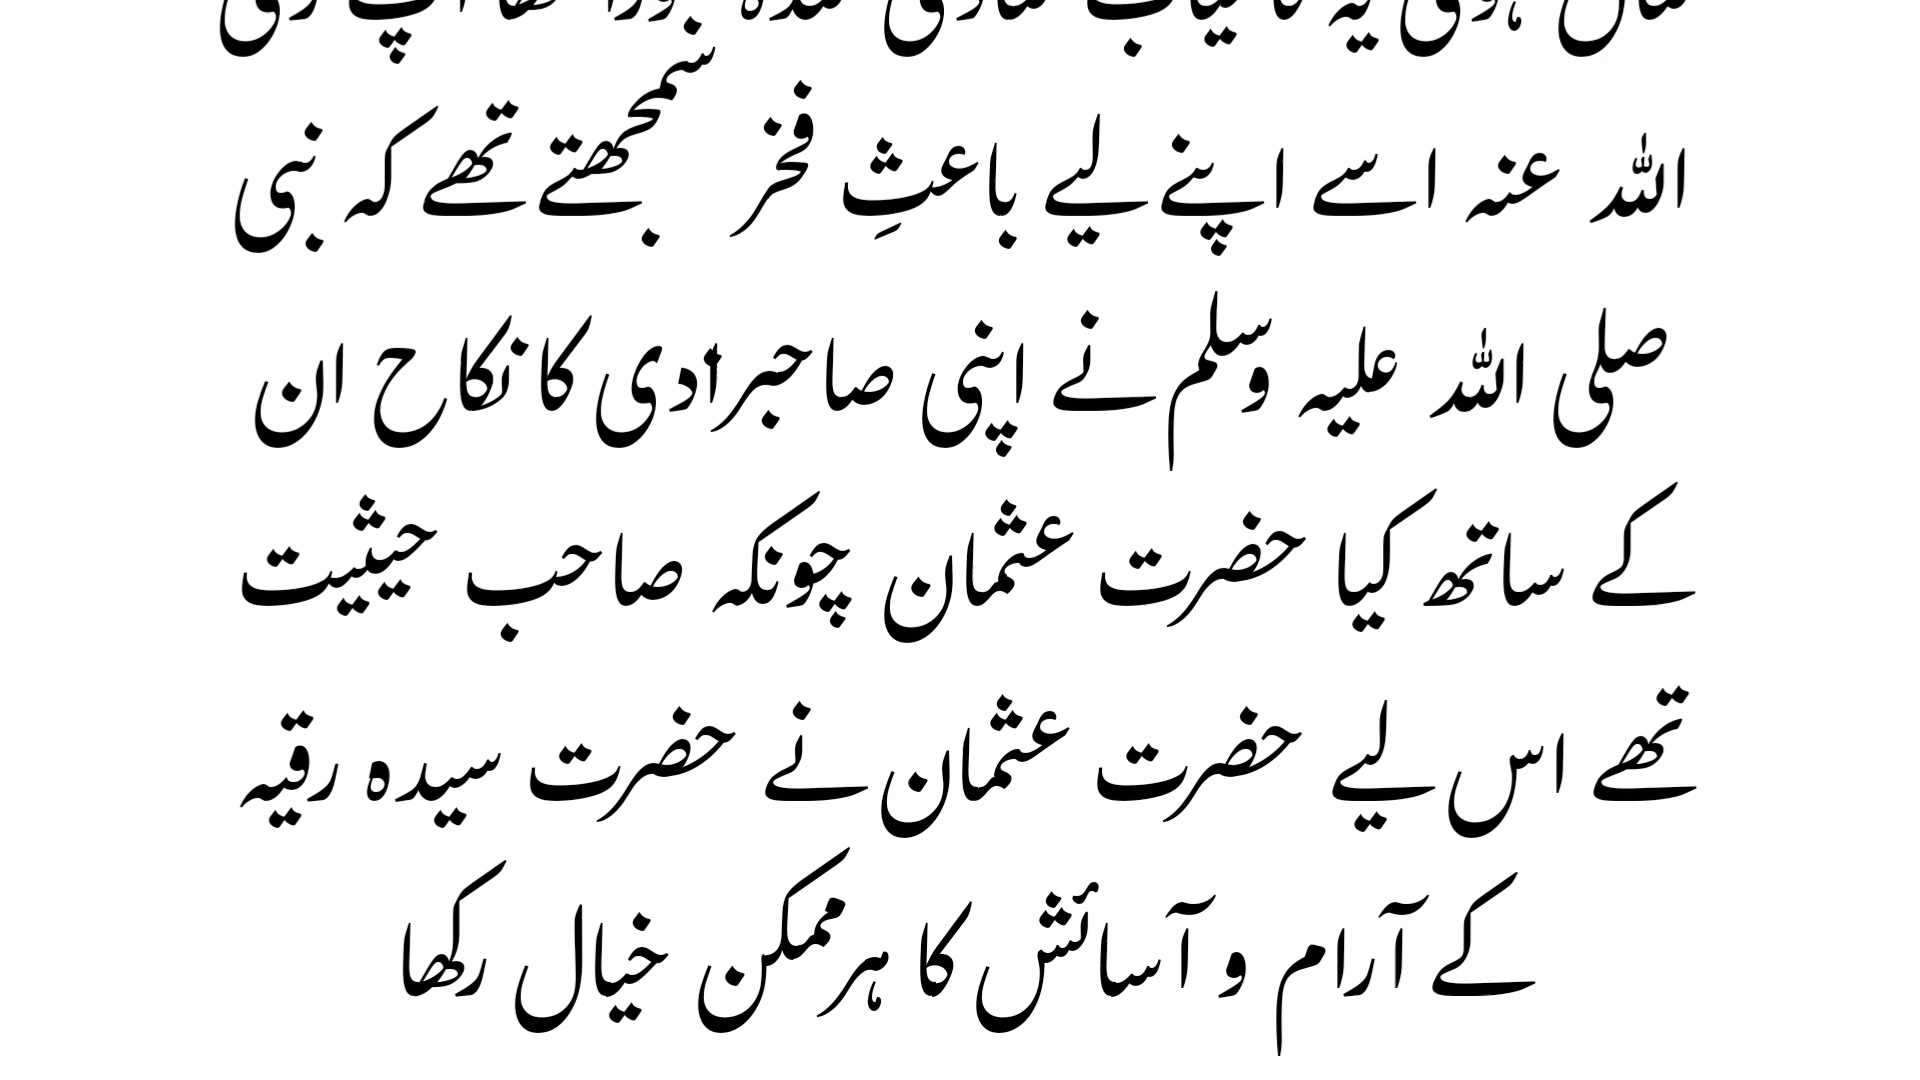 اللہ عنہ اسے اپنے لیے باعثِ فخر سمجھتے تھے کہ نبی
صلی اللہ علیہ وسلم نے اپنی صاحبزادی کا نکاح ان
کے ساتھ کیا حضرت عثمان چونکہ صاحب حیثیت
تھے اس لیے حضرت عثمان نے حضرت سیدہ رقیہ
کے آرام و آسائش کا ہر ممکن خیال رکھا